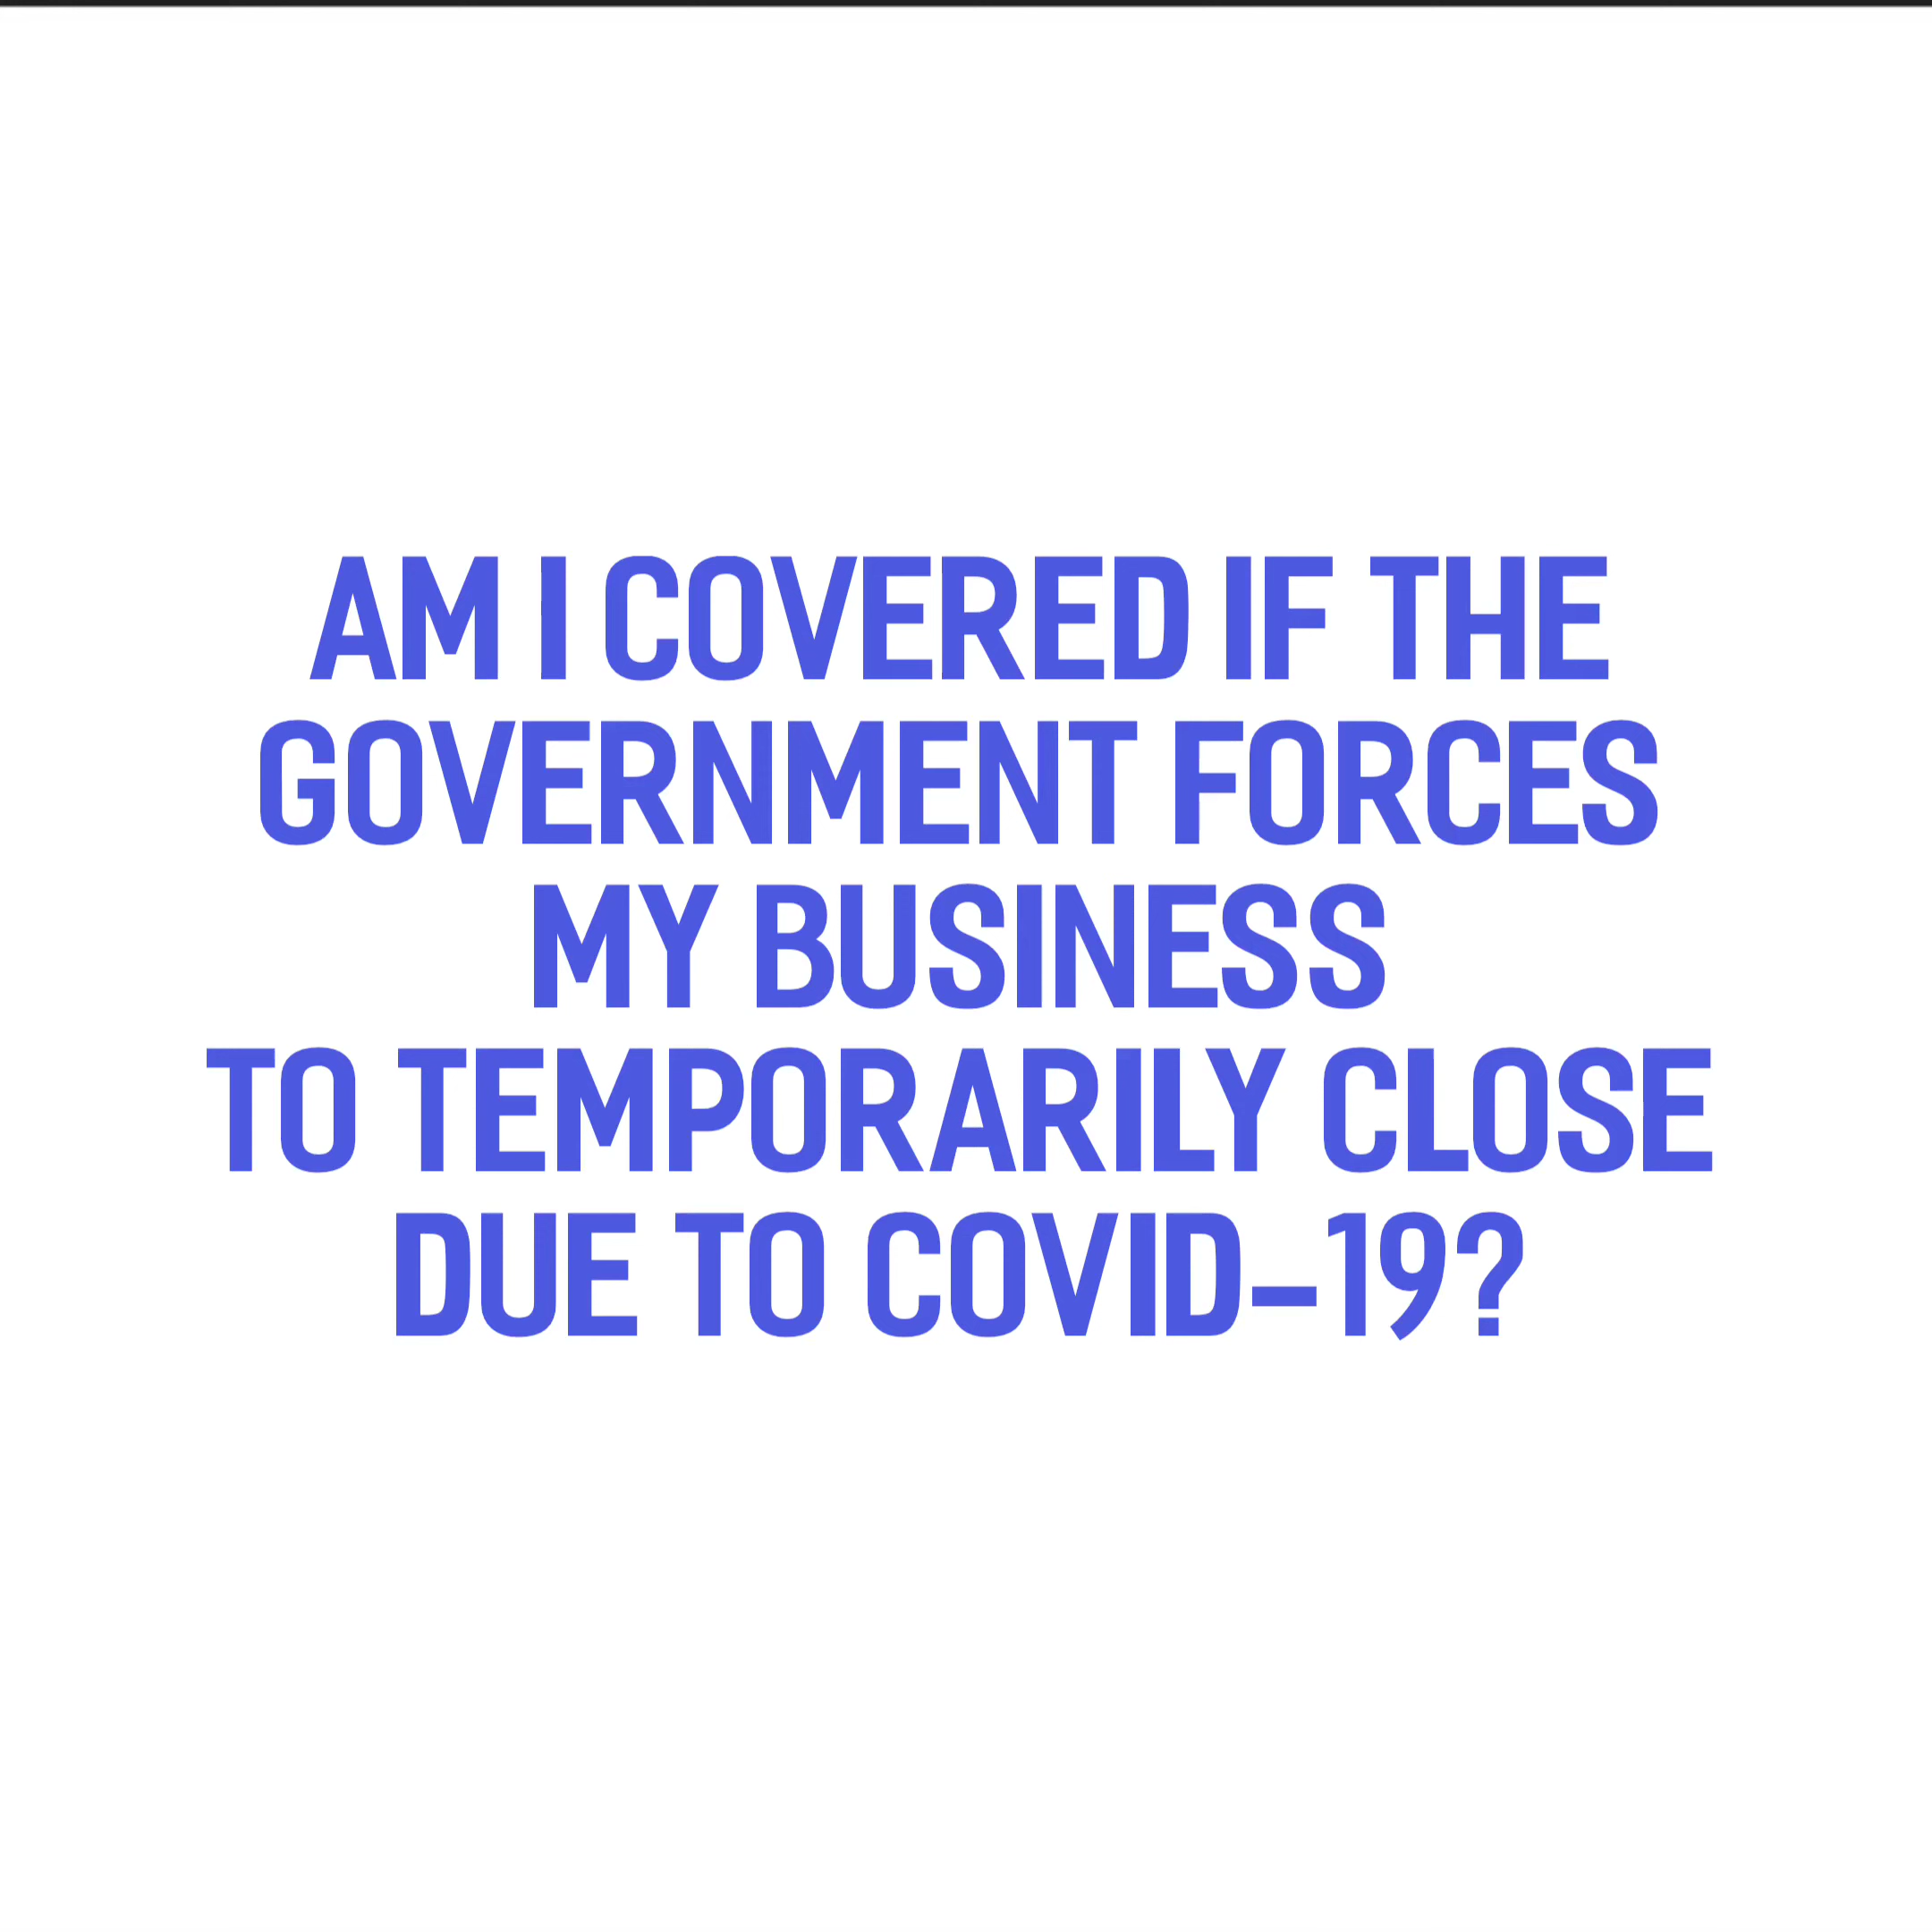 AM I COVERED IF THE
GOVERNMENT FORCES
MY BUSINESS
TO TEMPORARILY CLOSE
DUE TO COVID-19?